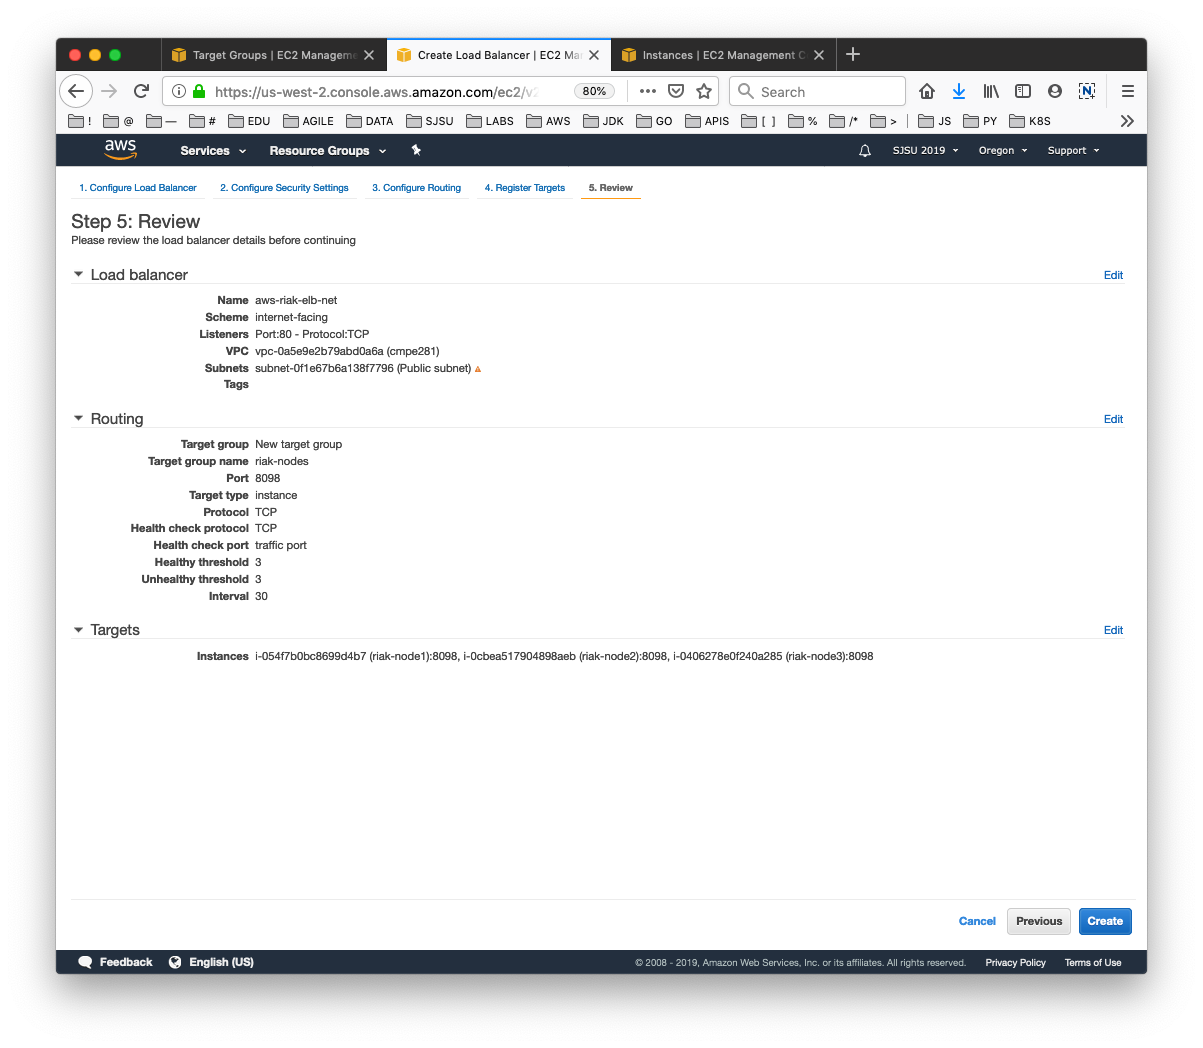 Target Groups | EC2 Manageme
Create Load Balancer | EC2 Ma
Instances | EC2 Management C
https://us-west-2.console.aws.amazon.com/ec2/v2
80%
Search
!
@
—
#
EDU
AGILE
DATA
SJSU
LABS
AWS
JDK
GO
APIS
[ ]
%
/*
>
JS
PY
K8S
aws
Services
Resource Groups
SJSU 2019
Oregon
Support
1. Configure Load Balancer
2. Configure Security Settings
3. Configure Routing
4. Register Targets
5. Review
Step 5: Review
Please review the load balancer details before continuing
Load balancer
Edit
Name aws-riak-elb-net
Scheme internet-facing
Listeners Port:80 - Protocol:TCP
VPC vpc-0a5e9e2b79abd0a6a (cmpe281)
Subnets subnet-0f1e67b6a138f7796 (Public subnet)
Tags
Routing
Edit
Target group New target group
Target group name riak-nodes
Port 8098
Target type instance
Protocol TCP
Health check protocol TCP
Health check port traffic port
Healthy threshold 3
Unhealthy threshold 3
Interval 30
Targets
Edit
Instances i-054f7b0bc8699d4b7 (riak-node1):8098, i-0cbea517904898aeb (riak-node2):8098, i-0406278e0f240a285 (riak-node3):8098
Cancel
Previous
Create
Feedback
English (US)
© 2008 - 2019, Amazon Web Services, Inc. or its affiliates. All rights reserved.
Privacy Policy
Terms of Use